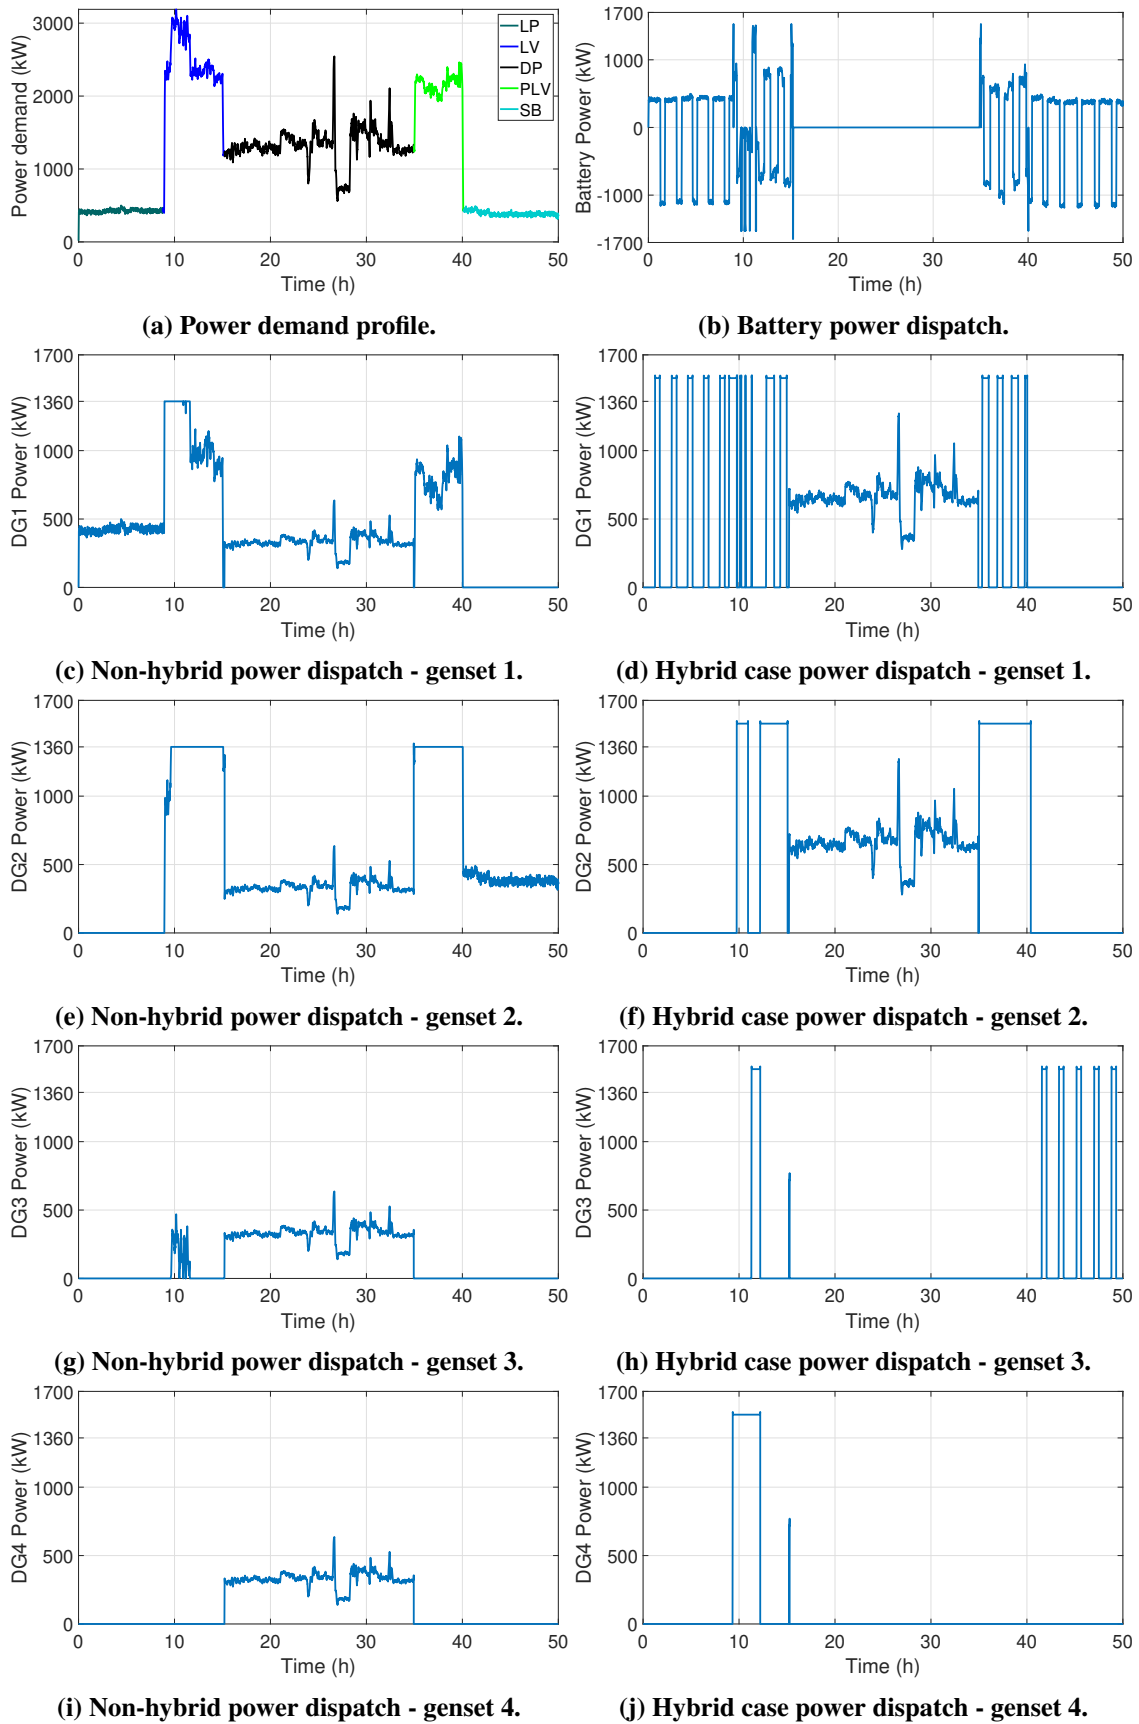 3000
2000
1000
0
Power demand (kW)
LP
LV
DP
PLV
SB
0 10 20 30 40 50
Time (h)
(a) Power demand profile.
1700
1000
0
-1000
-1700
Battery Power (kW)
0 10 20 30 40 50
Time (h)
(b) Battery power dispatch.
1700
1360
1000
500
0
DG1 Power (kW)
0 10 20 30 40 50
Time (h)
(c) Non-hybrid power dispatch - genset 1.
1700
1360
1000
500
0
DG1 Power (kW)
0 10 20 30 40 50
Time (h)
(d) Hybrid case power dispatch - genset 1.
1700
1360
1000
500
0
DG2 Power (kW)
0 10 20 30 40 50
Time (h)
(e) Non-hybrid power dispatch - genset 2.
1700
1360
1000
500
0
DG2 Power (kW)
0 10 20 30 40 50
Time (h)
(f) Hybrid case power dispatch - genset 2.
1700
1360
1000
500
0
DG3 Power (kW)
0 10 20 30 40 50
Time (h)
(g) Non-hybrid power dispatch - genset 3.
1700
1360
1000
500
0
DG3 Power (kW)
0 10 20 30 40 50
Time (h)
(h) Hybrid case power dispatch - genset 3.
1700
1360
1000
500
0
DG4 Power (kW)
0 10 20 30 40 50
Time (h)
(i) Non-hybrid power dispatch - genset 4.
1700
1360
1000
500
0
DG4 Power (kW)
0 10 20 30 40 50
Time (h)
(j) Hybrid case power dispatch - genset 4.